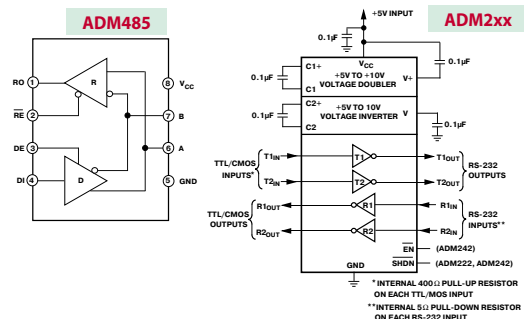 ADM485
RO 1
RE 2
DE 3
DI 4
R
D
8 VCC
7 B
6 A
5 GND
ADM2xx
+5V INPUT
0.1µF
0.1µF
VCC
C1+
C1
0.1µF
+5V TO +10V
VOLTAGE DOUBLER
V+
C2+
C2
0.1µF
+5V TO 10V
VOLTAGE INVERTER
V
0.1µF
TTL/CMOS
INPUTS*
T1IN
T1
T1OUT
T2IN
T2
T2OUT
RS-232
OUTPUTS
TTL/CMOS
OUTPUTS
R1OUT
R1
R1IN
R2OUT
R2
R2IN
RS-232
INPUTS**
EN (ADM242)
SHDN (ADM222, ADM242)
GND
*INTERNAL 400Ω PULL-UP RESISTOR
ON EACH TTL/MOS INPUT
**INTERNAL 5Ω PULL-DOWN RESISTOR
ON EACH RS-232 INPUT